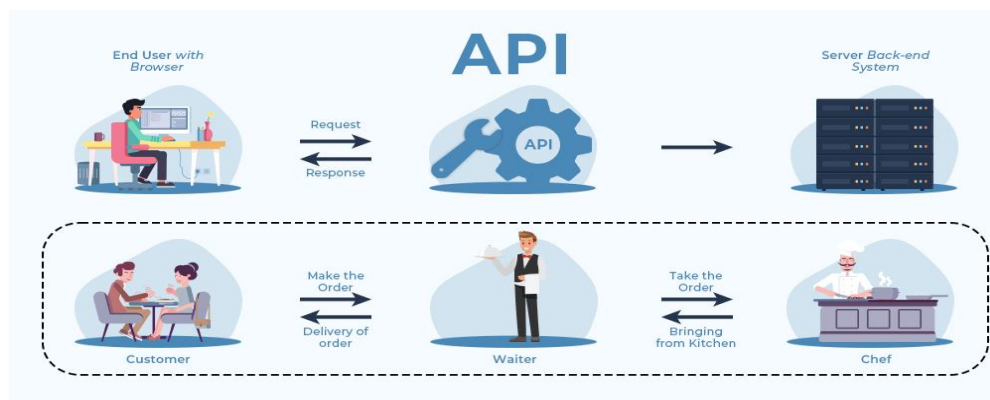 API
End User with
Browser
Server Back-end
System
Request
Response
API
Make the
Order
Delivery of
order
Take the
Order
Bringing
from Kitchen
Customer
Waiter
Chef